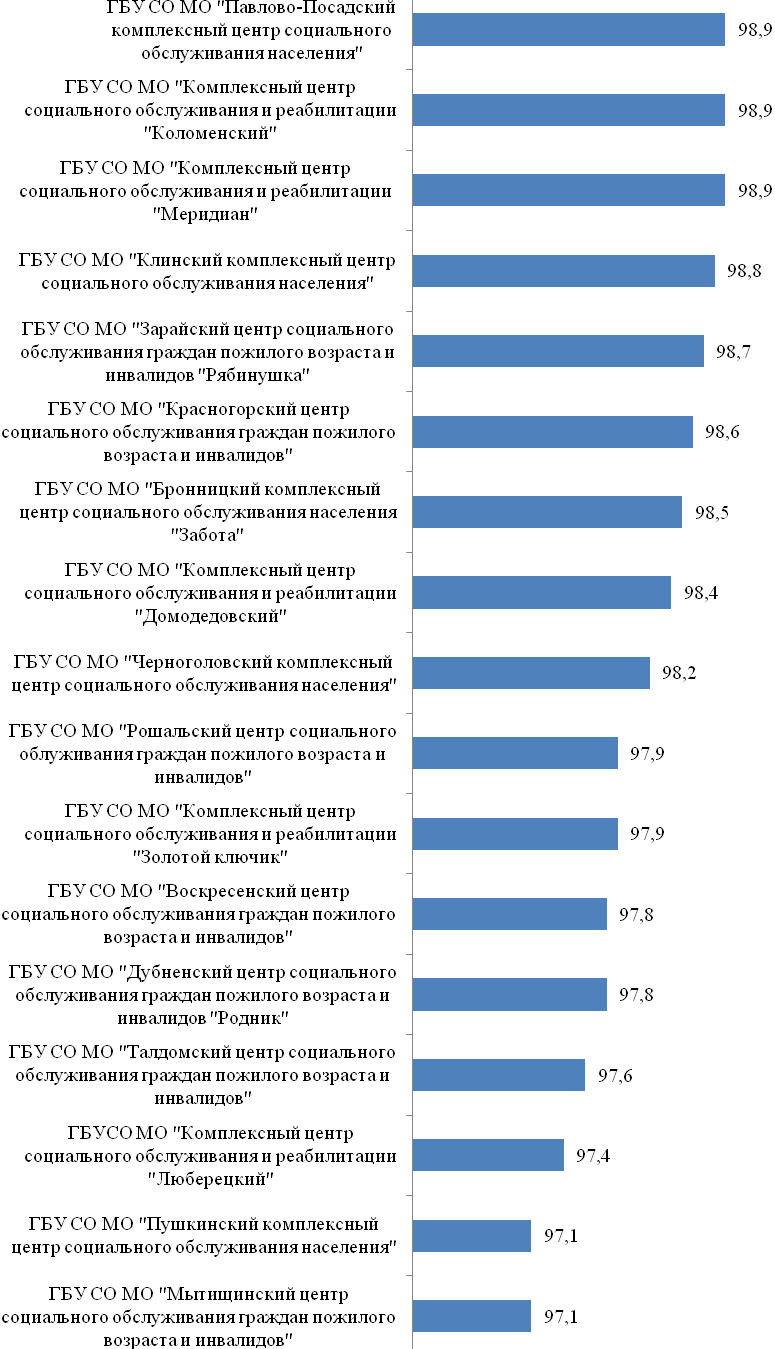 ГБУ СО МО "Павлово-Посадский
комплексный центр социального
обслуживания населения"
98,9
ГБУ СО МО "Комплексный центр
социального обслуживания и реабилитации
"Коломенский"
98,9
ГБУ СО МО "Комплексный центр
социального обслуживания и реабилитации
"Меридиан"
98,9
ГБУ СО МО "Клинский комплексный центр
социального обслуживания населения"
98,8
ГБУ СО МО "Зарайский центр социального
обслуживания граждан пожилого возраста и
инвалидов "Рябинушка"
98,7
ГБУ СО МО "Красногорский центр
социального обслуживания граждан пожилого
возраста и инвалидов"
98,6
ГБУ СО МО "Бронницкий комплексный
центр социального обслуживания населения
"Забота"
98,5
ГБУ СО МО "Комплексный центр
социального обслуживания и реабилитации
"Домодедовский"
98,4
ГБУ СО МО "Черноголовский комплексный
центр социального обслуживания населения"
98,2
ГБУ СО МО "Рошальский центр социального
облуживания граждан пожилого возраста и
инвалидов"
97,9
ГБУ СО МО "Комплексный центр
социального обслуживания и реабилитации
"Золотой ключик"
97,9
ГБУ СО МО "Воскресенский центр
социального обслуживания граждан пожилого
возраста и инвалидов"
97,8
ГБУ СО МО "Дубненский центр социального
обслуживания граждан пожилого возраста и
инвалидов "Родник"
97,8
ГБУ СО МО "Талдомский центр социального
обслуживания граждан пожилого возраста и
инвалидов"
97,6
ГБУСО МО "Комплексный центр
социального обслуживания и реабилитации
"Люберецкий"
97,4
ГБУ СО МО "Пушкинский комплексный
центр социального обслуживания населения"
97,1
ГБУ СО МО "Мытищинский центр
социального обслуживания граждан пожилого
возраста и инвалидов"
97,1